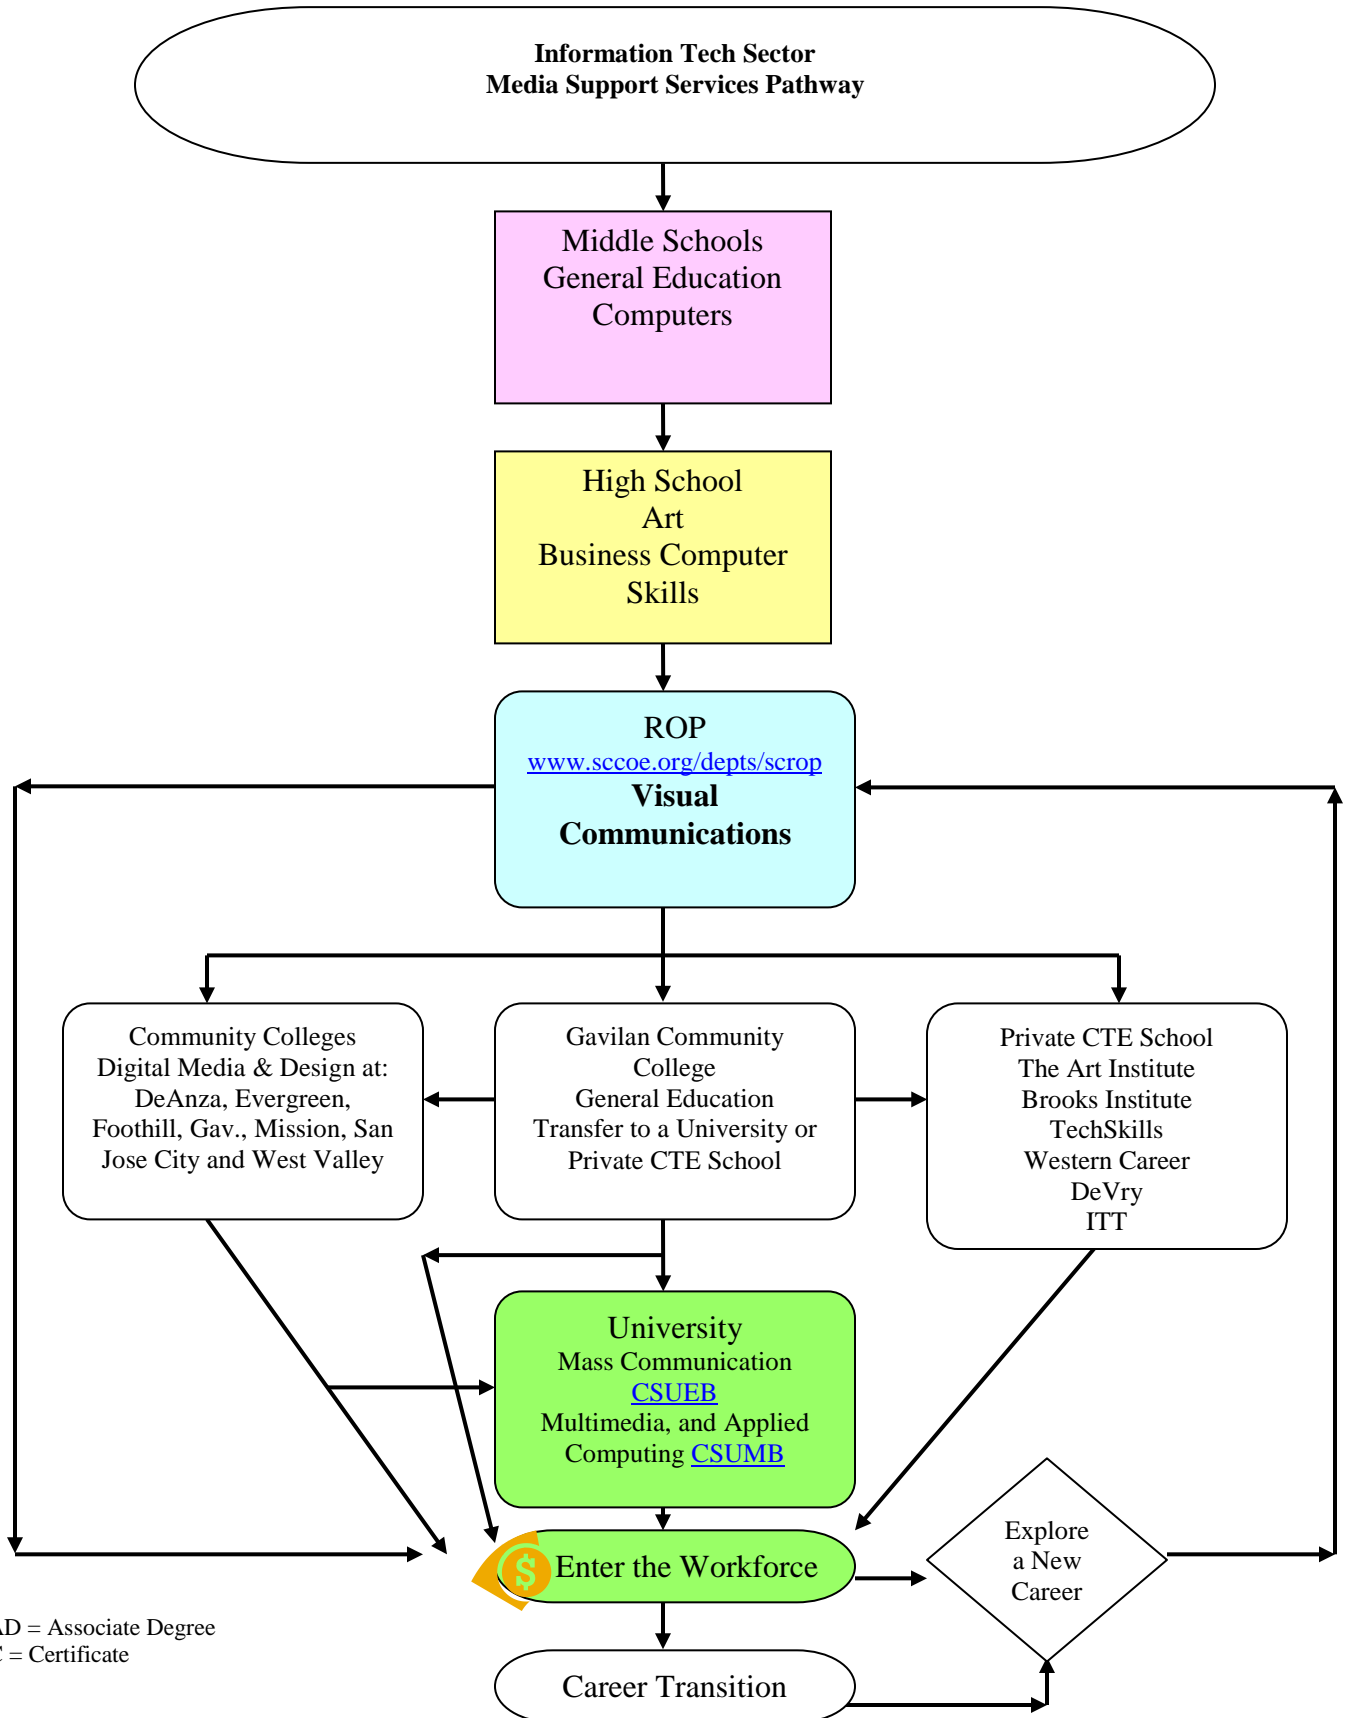 Information Tech Sector
Media Support Services Pathway
Middle Schools
General Education
Computers
High School
Art
Business Computer
Skills
ROP
www.sccoe.org/depts/scrop
Visual
Communications
Community Colleges
Digital Media & Design at:
DeAnza, Evergreen,
Foothill, Gav., Mission, San
Jose City and West Valley
Gavilan Community
College
General Education
Transfer to a University or
Private CTE School
Private CTE School
The Art Institute
Brooks Institute
TechSkills
Western Career
DeVry
ITT
University
Mass Communication
CSUEB
Multimedia, and Applied
Computing CSUMB
$ Enter the Workforce
Explore
a New
Career
AD = Associate Degree
C = Certificate
Career Transition